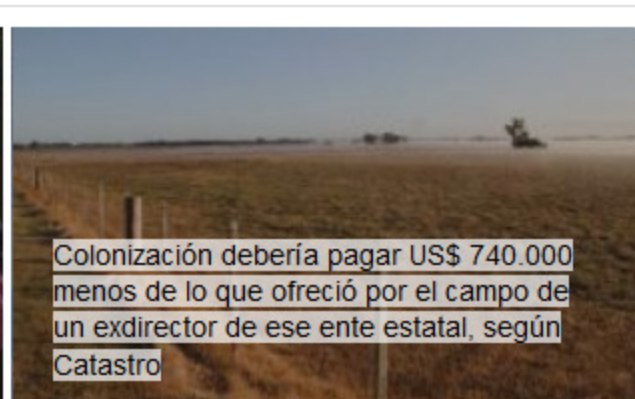 Colonización debería pagar US$ 740.000
menos de lo que ofreció por el campo de
un exdirector de ese ente estatal, según
Catastro